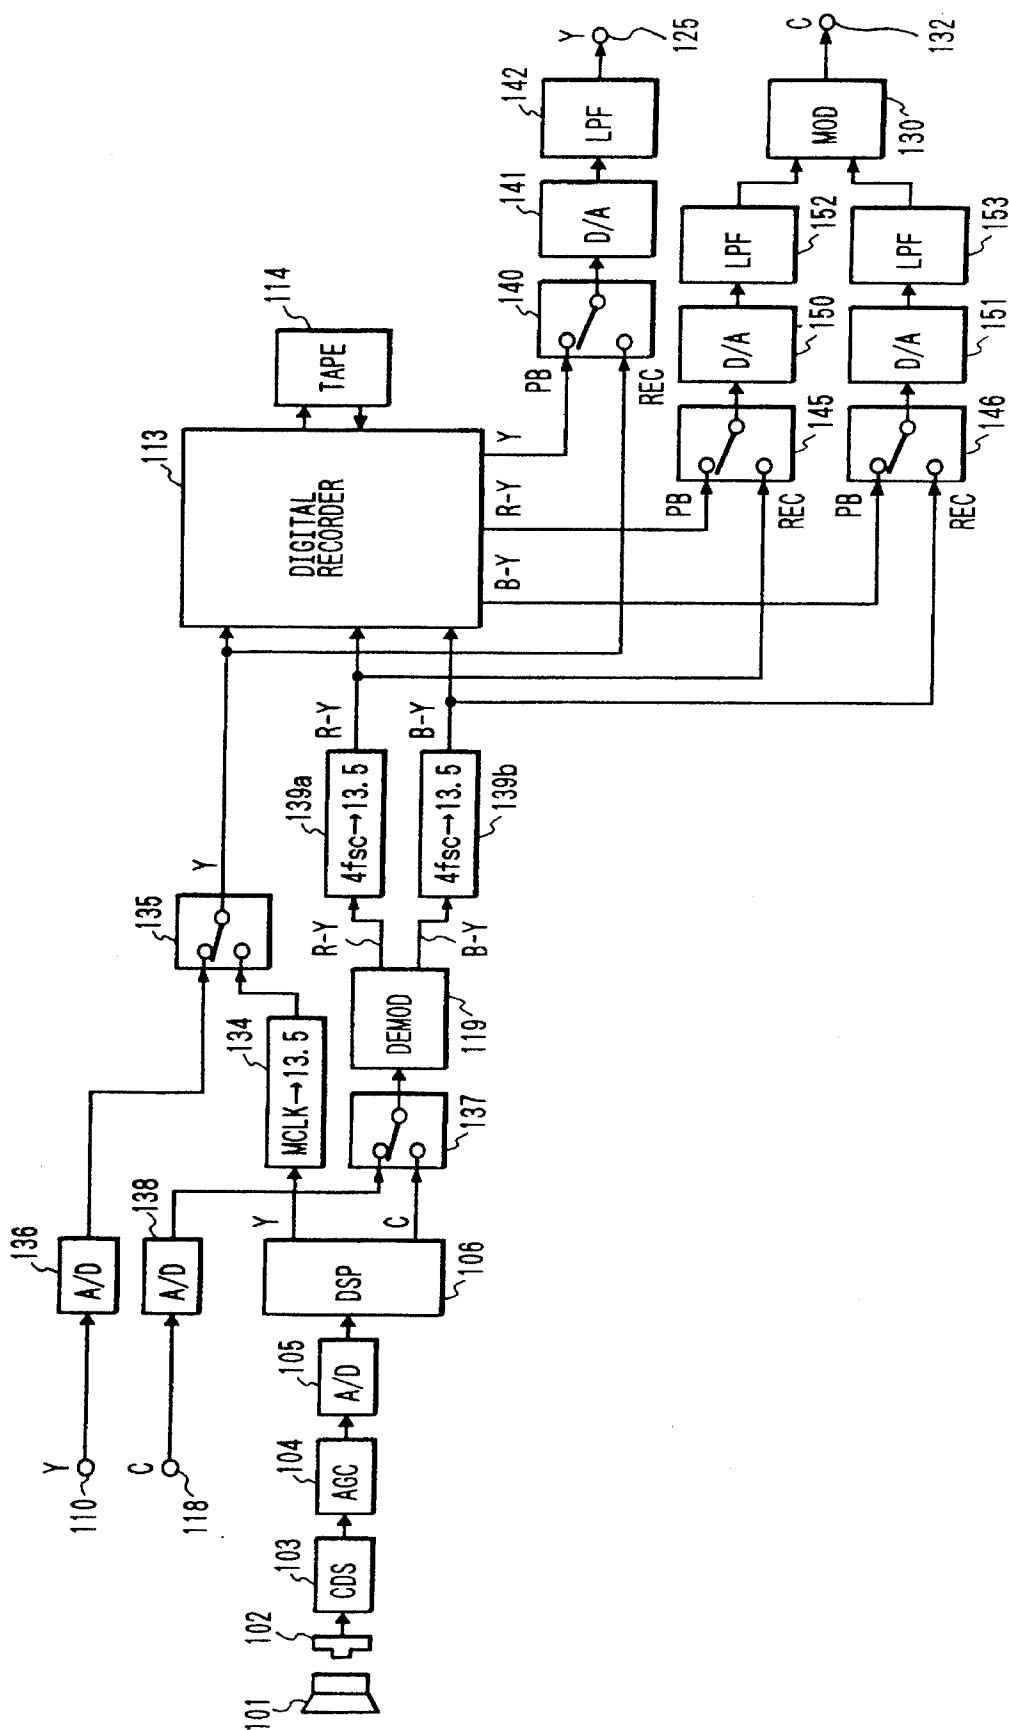 Y
110
136
A/D
C
118
138
A/D
101
102
103
CDS
104
AGC
105
A/D
DSP
106
Y
C
134
MCLK→13.5
135
Y
137
DEMOD
119
R-Y
B-Y
139a
4fsc→13.5
R-Y
139b
4fsc→13.5
B-Y
113
DIGITAL
RECORDER
114
TAPE
Y
R-Y
B-Y
PB
REC
140
141
D/A
142
LPF
Y
125
PB
REC
145
150
D/A
152
LPF
PB
REC
146
151
D/A
153
LPF
MOD
130
C
132